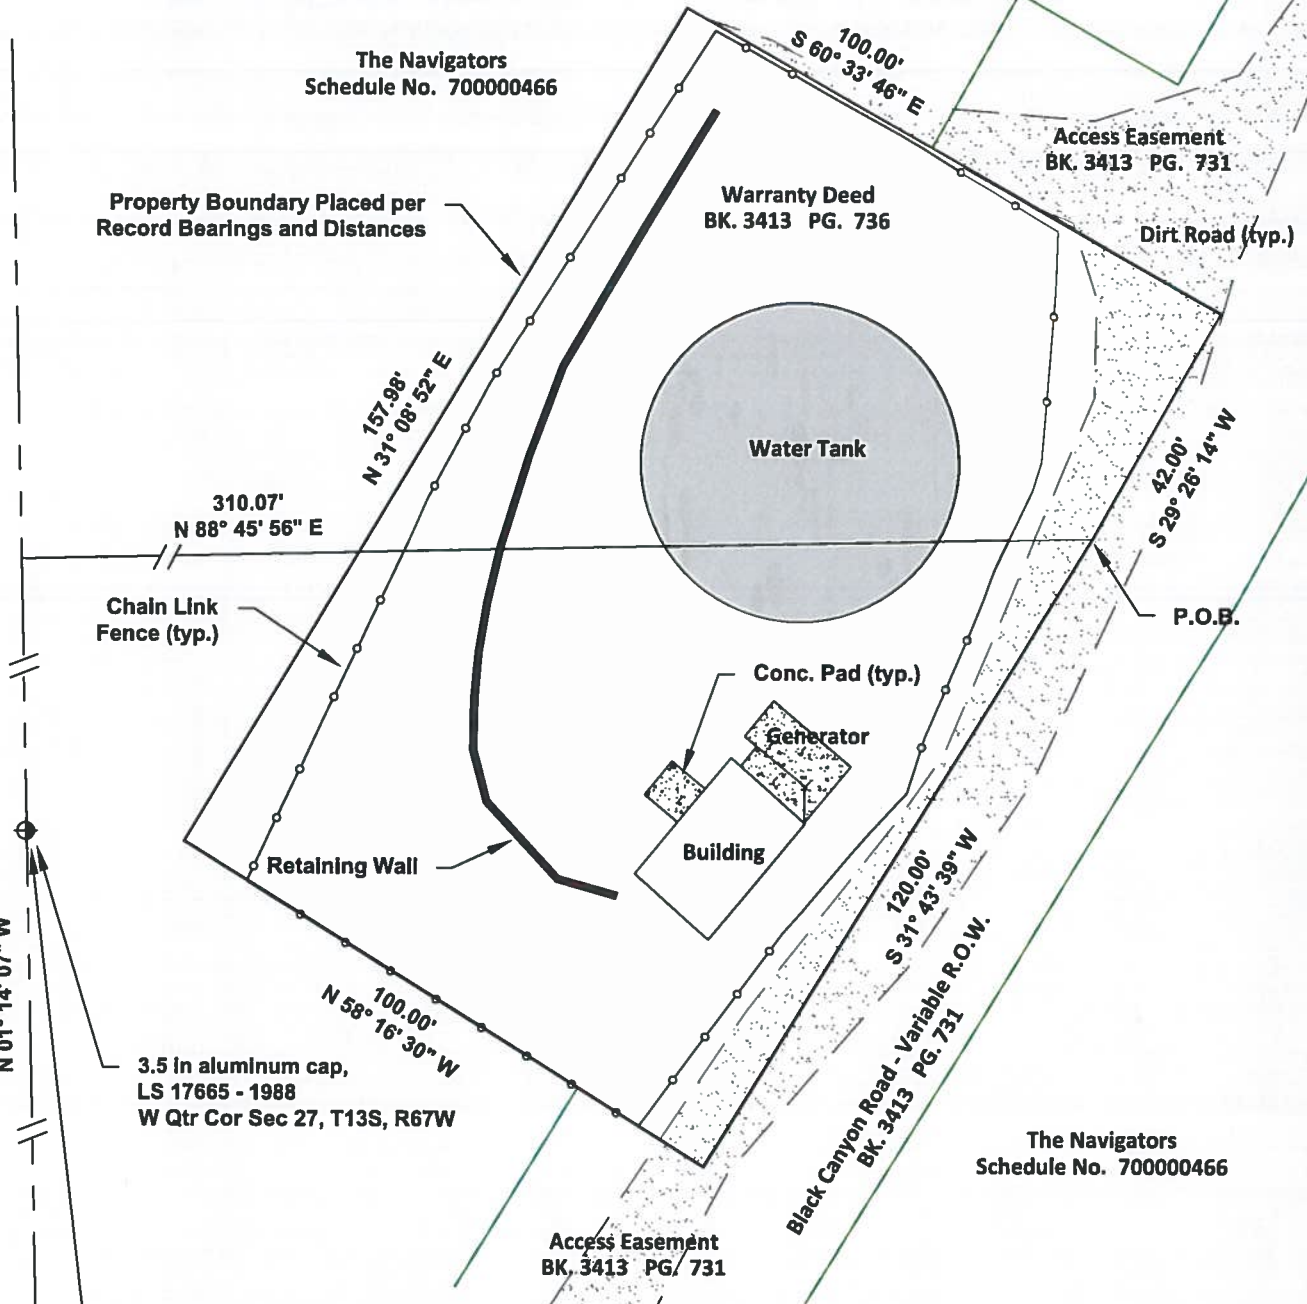 The Navigators
Schedule No. 700000466
100.00'
S 60° 33' 46" E
Access Easement
BK. 3413 PG. 731
Property Boundary Placed per
Record Bearings and Distances
Warranty Deed
BK. 3413 PG. 736
Dirt Road (typ.)
157.98'
N 31° 08' 52" E
Water Tank
42.00'
S 29° 26' 14" W
310.07'
N 88° 45' 56" E
Chain Link
Fence (typ.)
P.O.B.
Conc. Pad (typ.)
Generator
Building
Retaining Wall
120.00'
S 31° 43' 39" W
N 01° 14' 07" W
100.00'
N 58° 16' 30" W
3.5 in aluminum cap,
LS 17665 - 1988
W Qtr Cor Sec 27, T13S, R67W
Black Canyon Road - Variable R.O.W.
BK. 3413 PG. 731
The Navigators
Schedule No. 700000466
Access Easement
BK. 3413 PG. 731